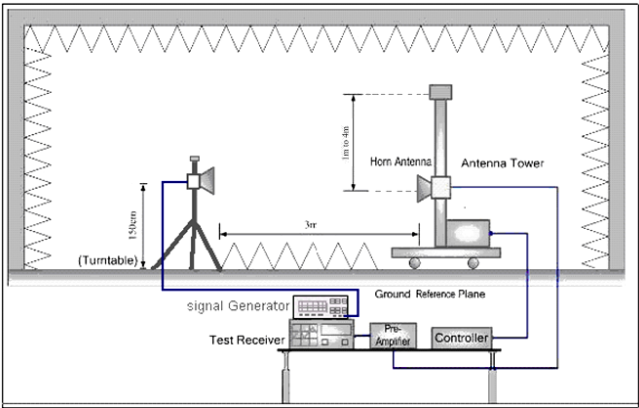 1m to 4m
Horn Antenna
Antenna Tower
150cm
3m
(Turntable)
Ground Reference Plane
signal Generator
Test Receiver
Pre-
Amplifier
Controller